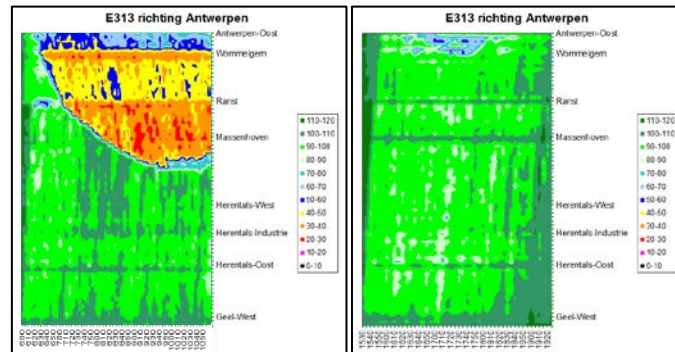 E313 richting Antwerpen
Antwerpen-Oost
Wommelgem
Ranst
Massenhoven
Herentals-West
Herentals-Industrie
Herentals-Oost
Geel-West
110-120
100-110
90-100
80-90
70-80
60-70
50-60
40-50
30-40
20-30
10-20
0-10
E313 richting Antwerpen
Antwerpen-Oost
Wommelgem
Ranst
Massenhoven
Herentals-West
Herentals-Industrie
Herentals-Oost
Geel-West
110-120
100-110
90-100
80-90
70-80
60-70
50-60
40-50
30-40
20-30
10-20
0-10